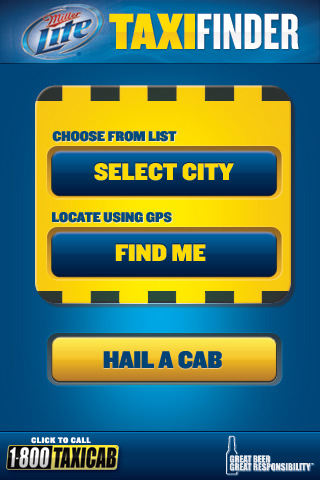 Miller
Lite
TAXIFINDER
CHOOSE FROM LIST
SELECT CITY
LOCATE USING GPS
FIND ME
HAIL A CAB
CLICK TO CALL
1-800 TAXICAB
GREAT BEER
GREAT RESPONSIBILITY™